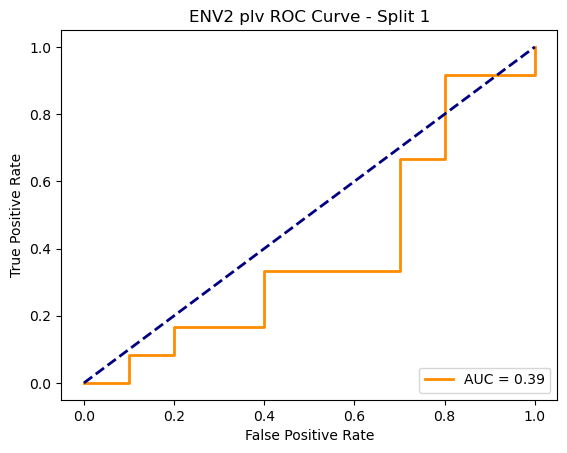 ENV2 plv ROC Curve - Split 1
True Positive Rate
1.0
0.8
0.6
0.4
0.2
0.0
AUC = 0.39
0.0 0.2 0.4 0.6 0.8 1.0
False Positive Rate